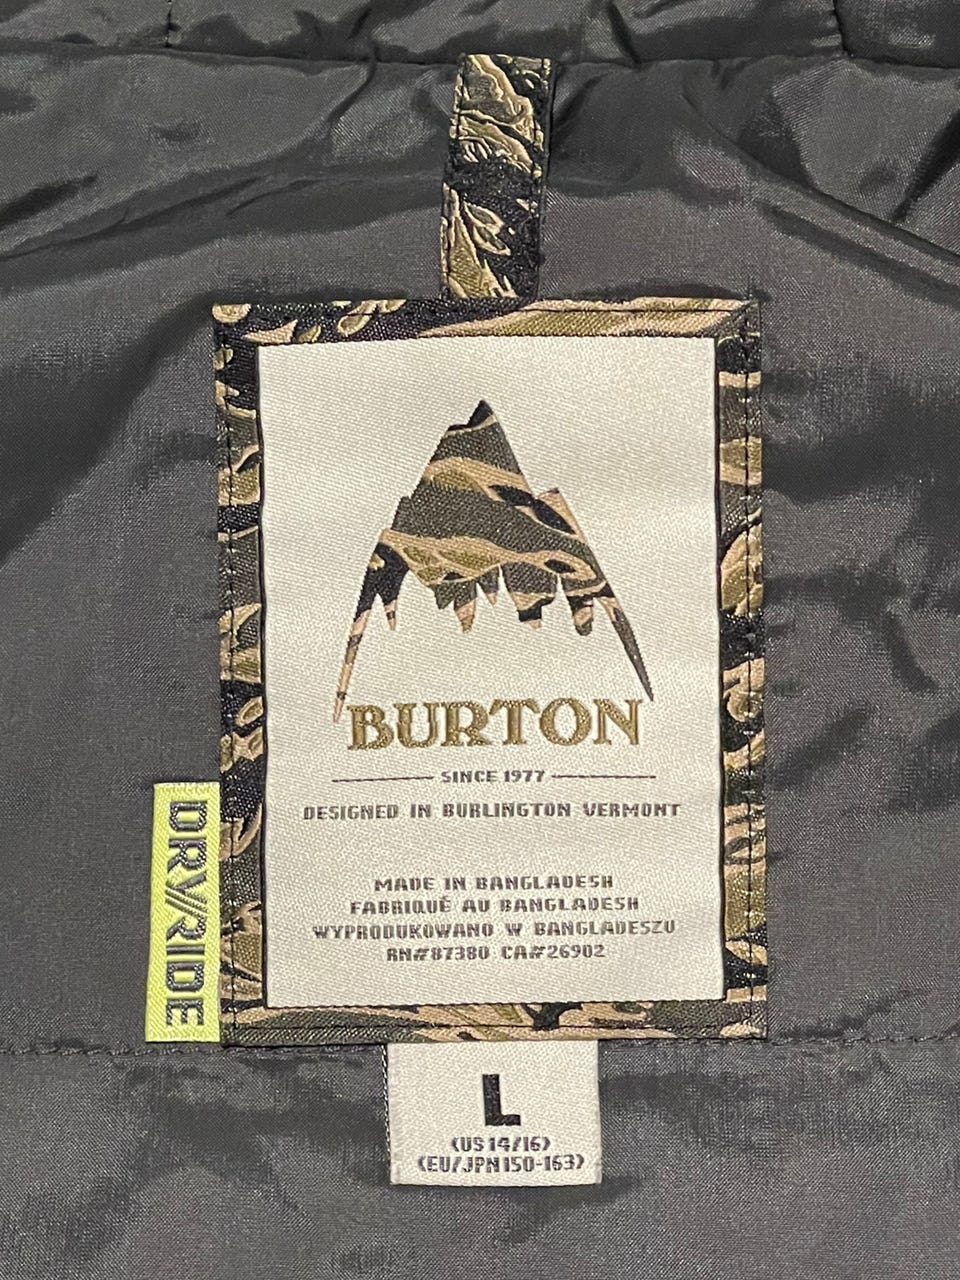 BURTON
SINCE 1977
DESIGNED IN BURLINGTON VERMONT
MADE IN BANGLADESH
FABRIQUÉ AU BANGLADESH
WYPRODUKOWANO W BANGLADESZU
RN#87380 CA#26902
DRY//RIDE
L
(US 14/16)
(EU/JPN 150-163)